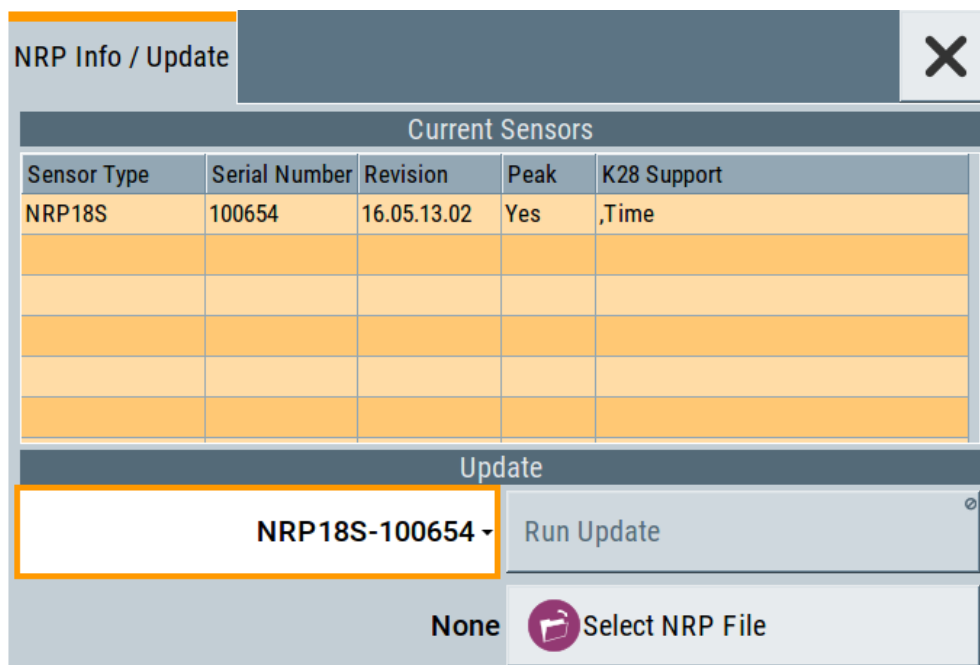 NRP Info / Update
Current Sensors
Sensor Type Serial Number Revision Peak K28 Support
NRP18S 100654 16.05.13.02 Yes ,Time
Update
NRP18S-100654 Run Update
None Select NRP File